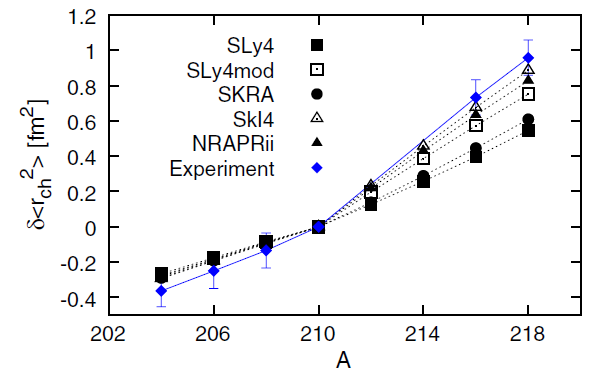 1.2
1
0.8
0.6
0.4
0.2
0
-0.2
-0.4
δ<r_ch^2> [fm^2]
SLy4
SLy4mod
SKRA
SkI4
NRAPRii
Experiment
202 206 210 214 218
A